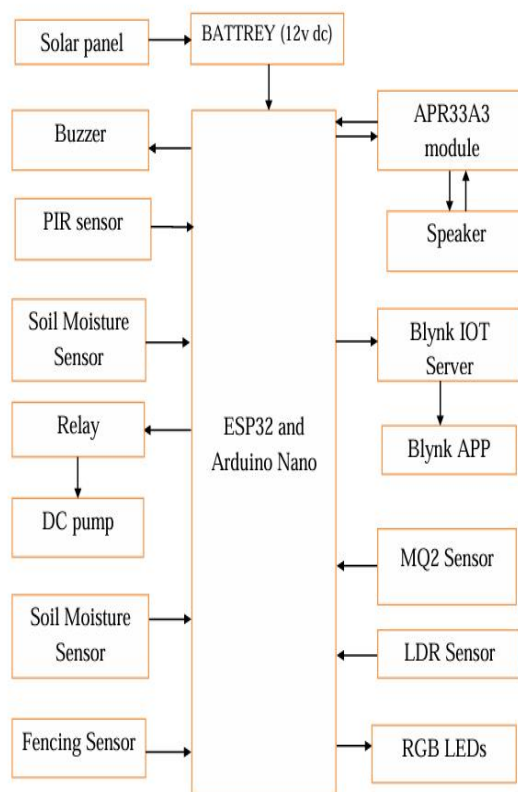 Solar panel
BATTREY (12v dc)
Buzzer
APR33A3
module
PIR sensor
Speaker
Soil Moisture
Sensor
Blynk IOT
Server
Relay
ESP32 and
Arduino Nano
Blynk APP
DC pump
MQ2 Sensor
Soil Moisture
Sensor
LDR Sensor
Fencing Sensor
RGB LEDs